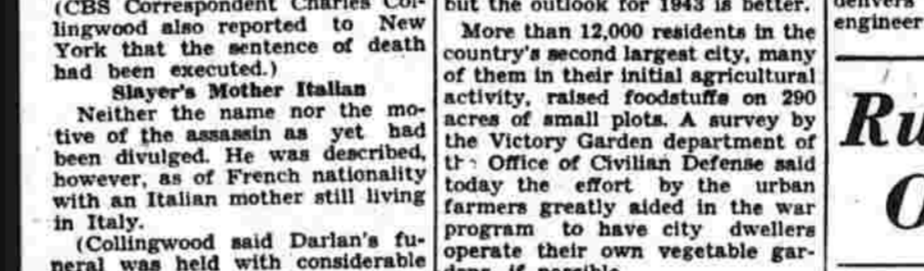 (CBS Correspondent Charles Col-
lingwood also reported to New
York that the sentence of death
had been executed.)
Slayer's Mother Italian
Neither the name nor the mo-
tive of the assassin as yet had
been divulged. He was described,
however, as of French nationality
with an Italian mother still living
in Italy.
(Collingwood said Darlan's fu-
neral was held with considerable
but the outlook for 1943 is better.
More than 12,000 residents in the
country's second largest city, many
of them in their initial agricultural
activity, raised foodstuffs on 290
acres of small plots. A survey by
the Victory Garden department of
Office of Civilian Defense said
today the effort by the urban
farmers greatly aided in the war
program to have city dwellers
operate their own vegetable gar-
dens, if possible.
delivers
engineer
Ru
O